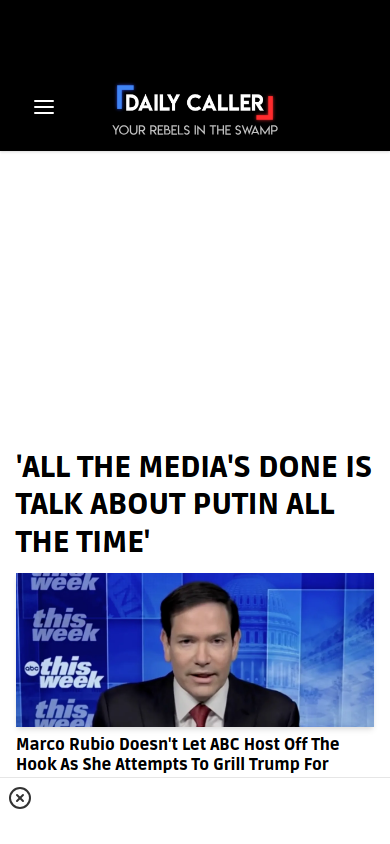 DAILY CALLER
YOUR REBELS IN THE SWAMP
'ALL THE MEDIA'S DONE IS
TALK ABOUT PUTIN ALL
THE TIME'
this
week
this
week
abc this
week
this
week
Marco Rubio Doesn't Let ABC Host Off The
Hook As She Attempts To Grill Trump For